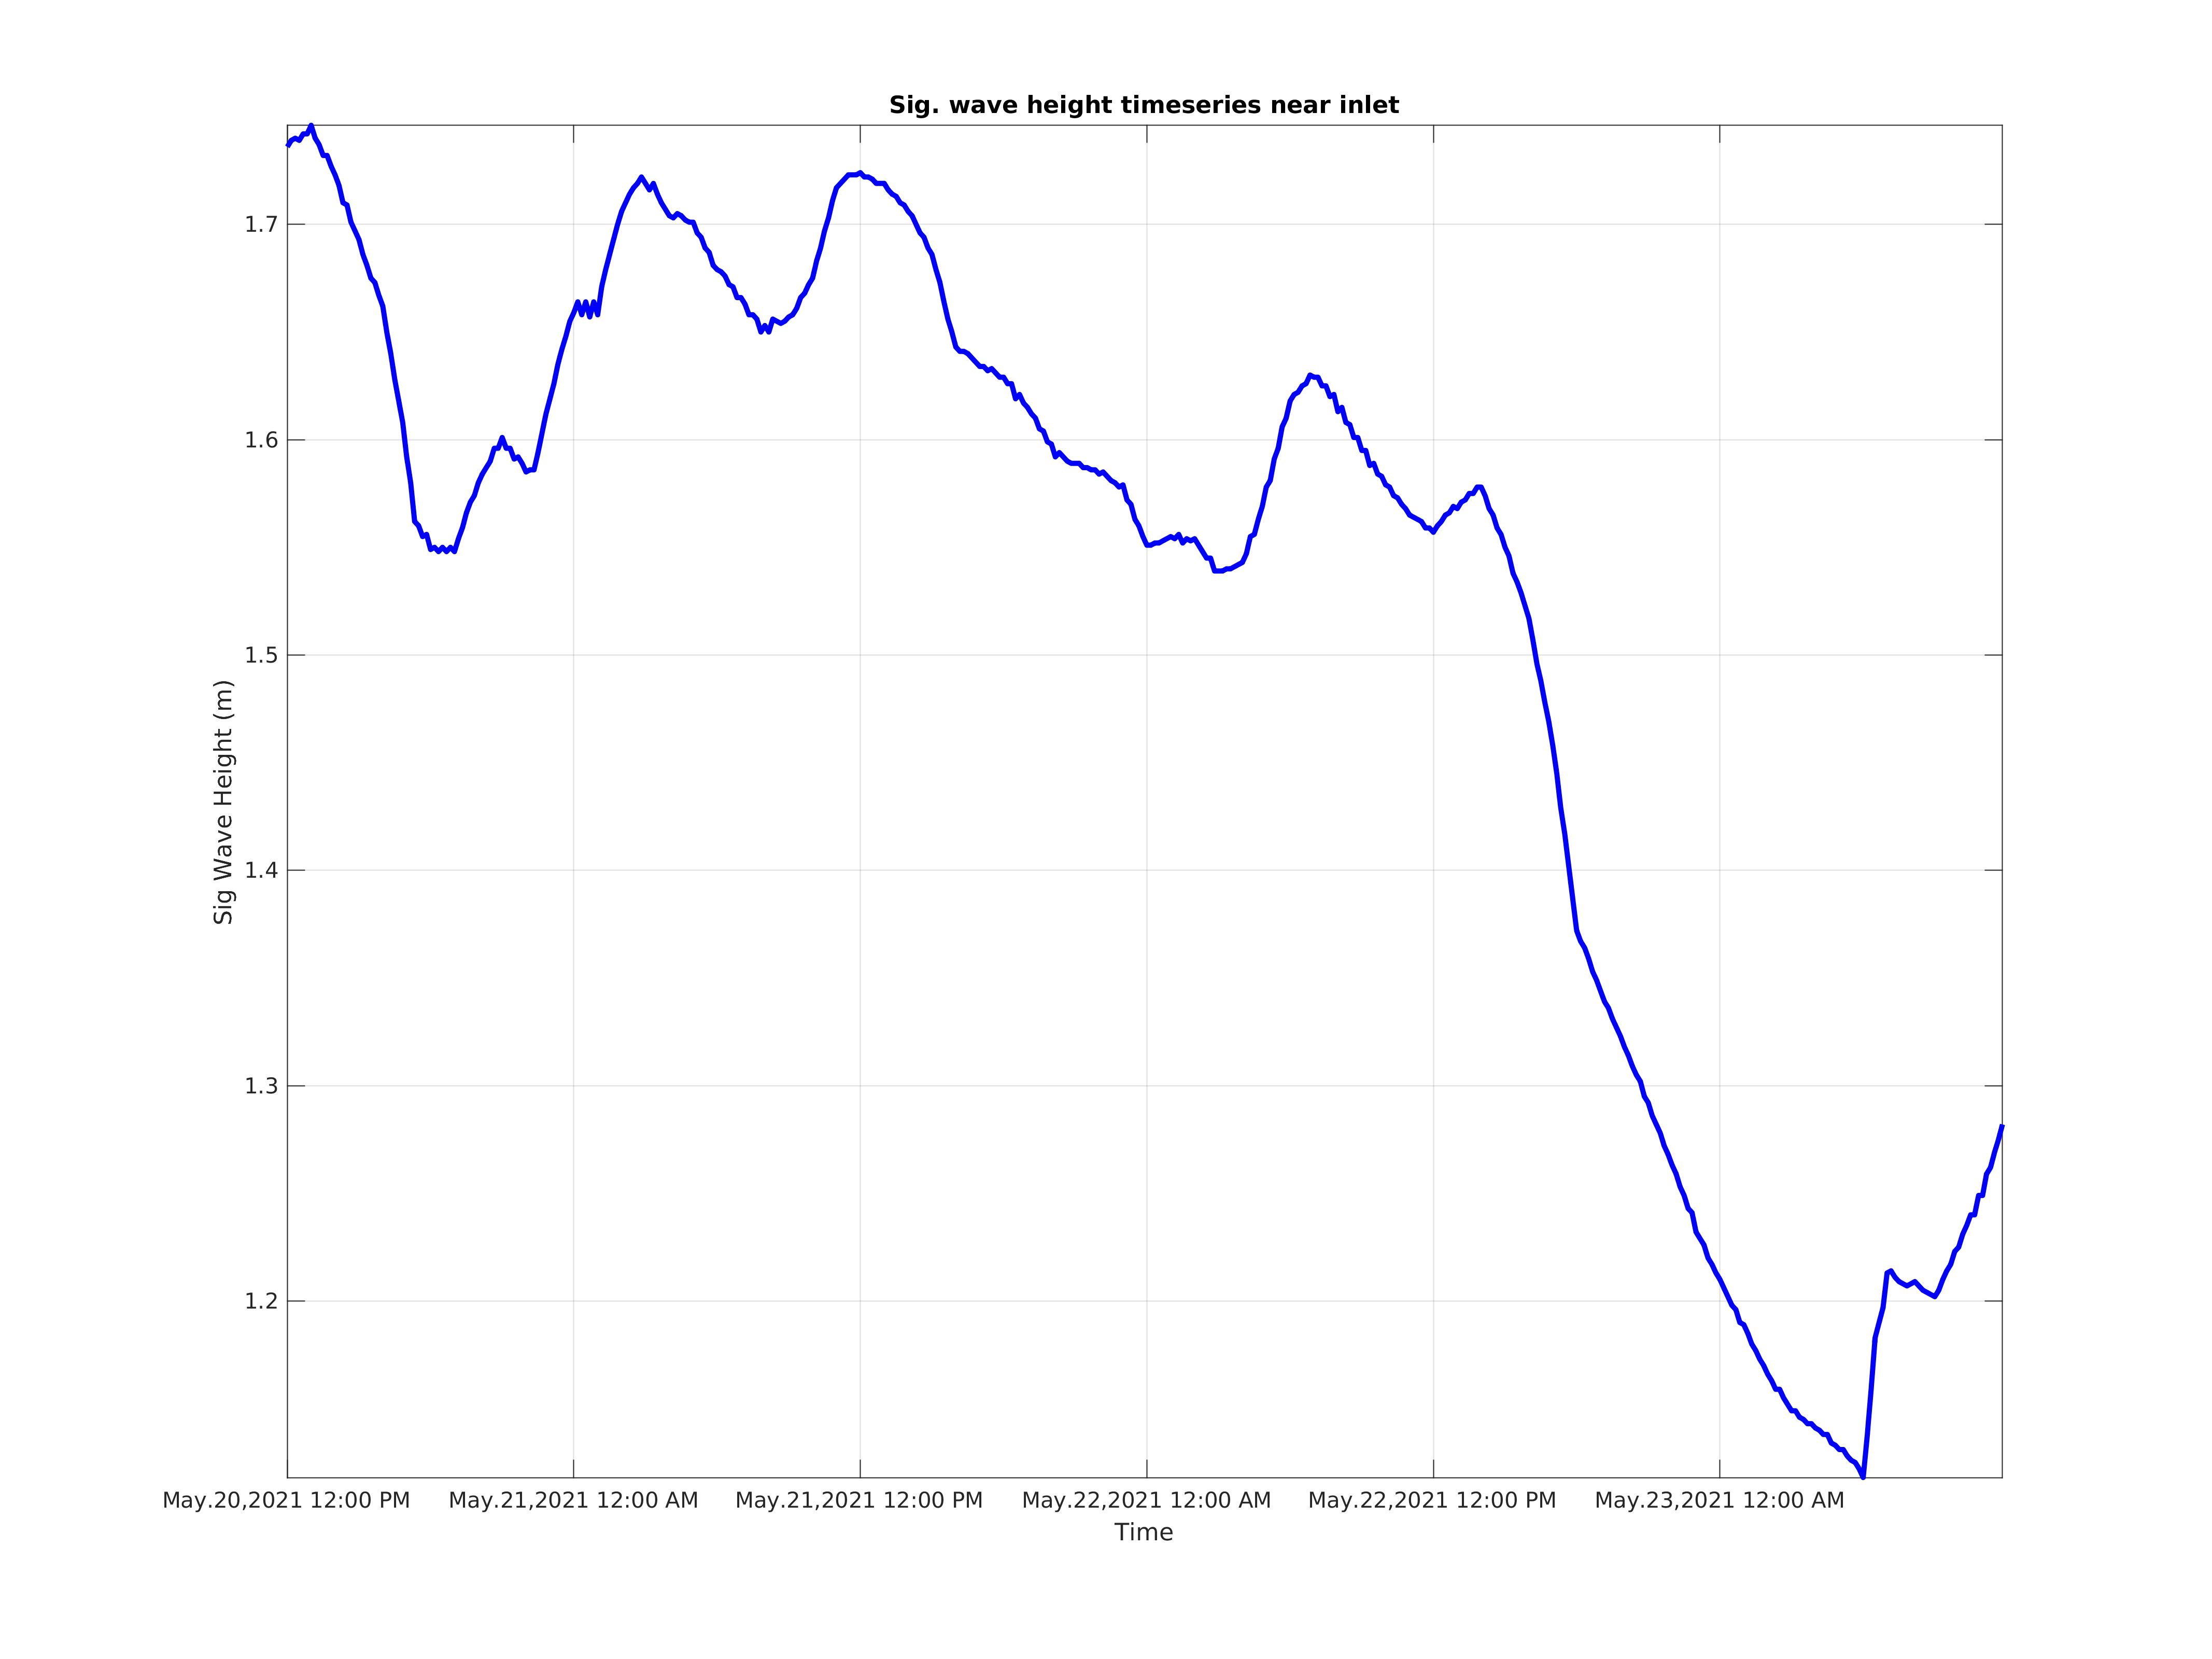 Sig. wave height timeseries near inlet
1.7
1.6
1.5
1.4
1.3
1.2
Sig Wave Height (m)
May.20,2021 12:00 PM
May.21,2021 12:00 AM
May.21,2021 12:00 PM
May.22,2021 12:00 AM
May.22,2021 12:00 PM
May.23,2021 12:00 AM
Time